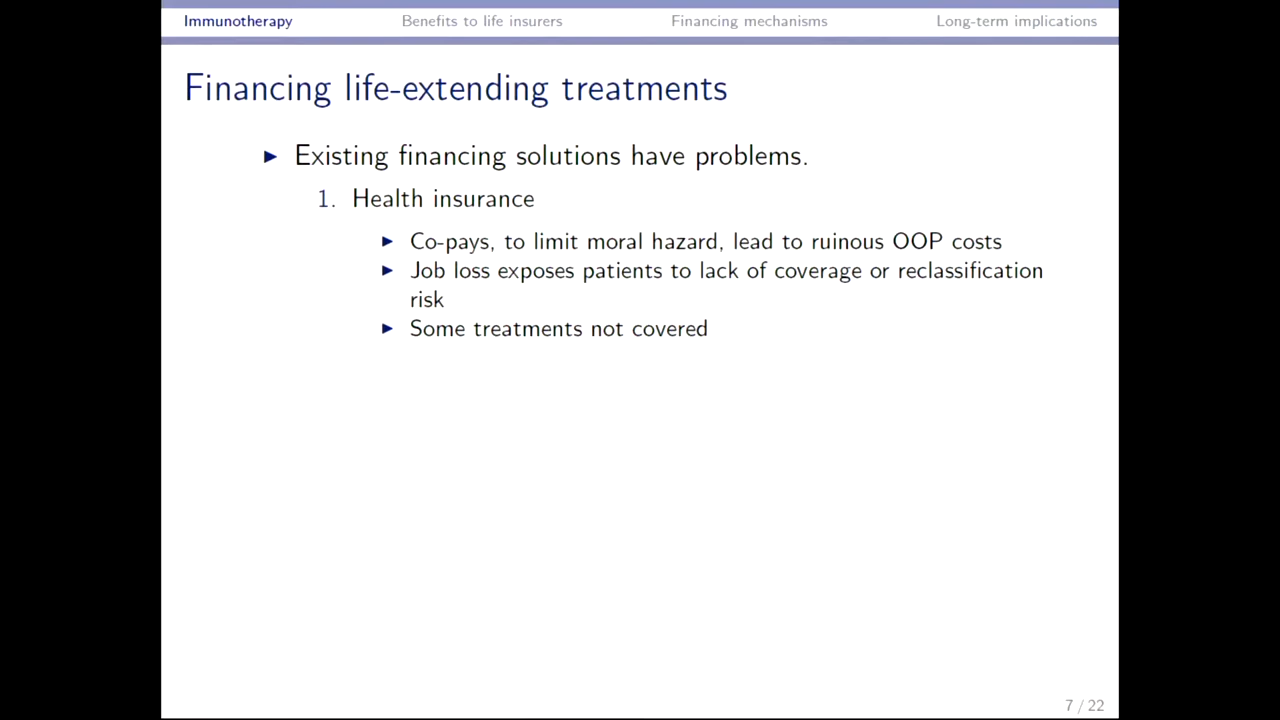 Immunotherapy Benefits to life insurers Financing mechanisms Long-term implications
Financing life-extending treatments
▶ Existing financing solutions have problems.
1. Health insurance
▶ Co-pays, to limit moral hazard, lead to ruinous OOP costs
▶ Job loss exposes patients to lack of coverage or reclassification
risk
▶ Some treatments not covered
7 / 22